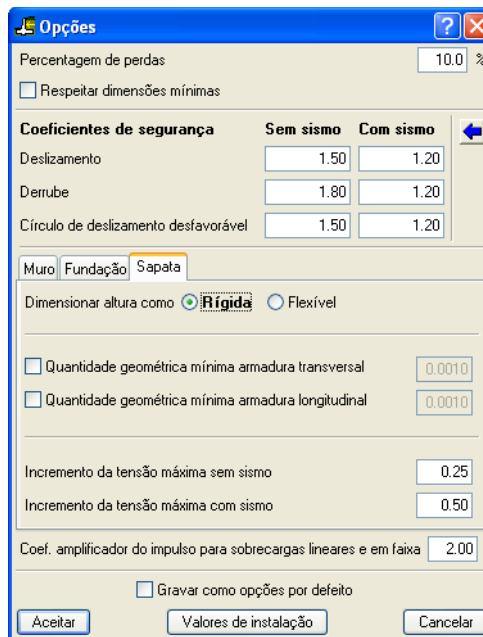 Opções
Percentagem de perdas 10.0 %
Respeitar dimensões mínimas
Coeficientes de segurança Sem sismo Com sismo
Deslizamento 1.50 1.20
Derrube 1.80 1.20
Círculo de deslizamento desfavorável 1.50 1.20
Muro Fundação Sapata
Dimensionar altura como Rígida Flexível
Quantidade geométrica mínima armadura transversal 0.0010
Quantidade geométrica mínima armadura longitudinal 0.0010
Incremento da tensão máxima sem sismo 0.25
Incremento da tensão máxima com sismo 0.50
Coef. amplificador do impulso para sobrecargas lineares e em faixa 2.00
Gravar como opções por defeito
Aceitar Valores de instalação Cancelar